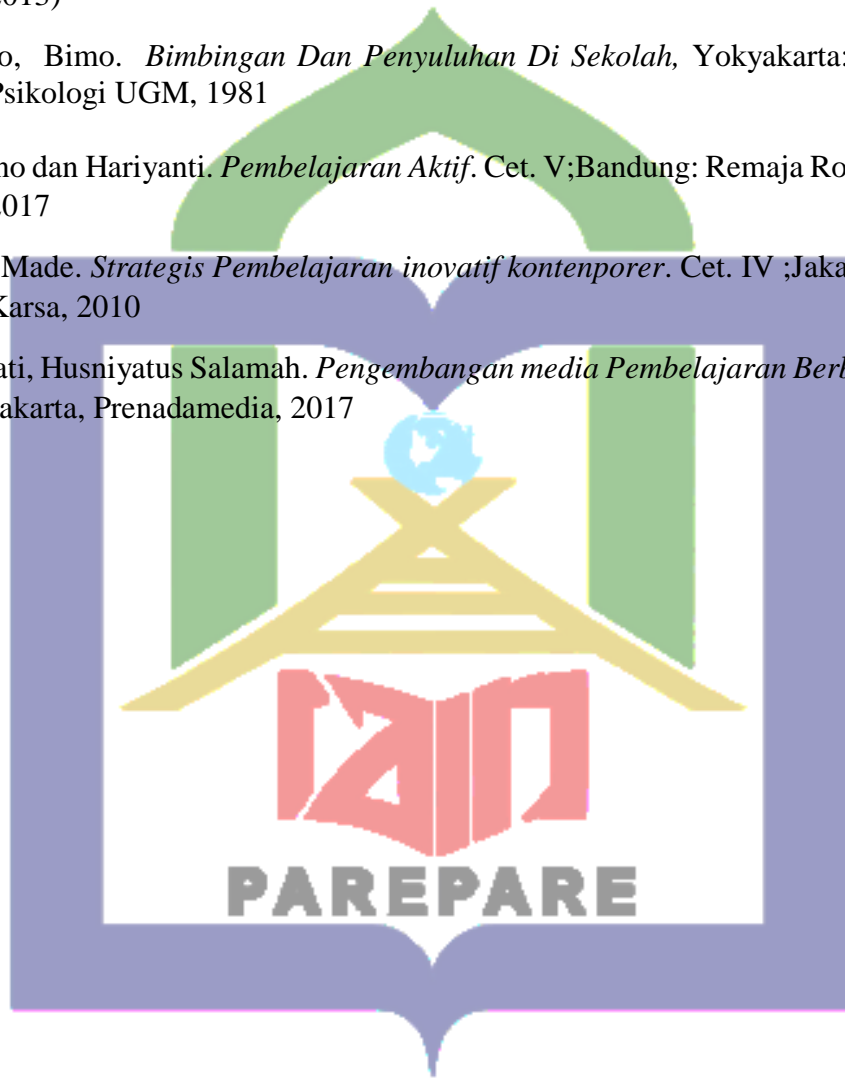 o, Bimo. Bimbingan Dan Penyuluhan Di Sekolah, Yokyakarta:
Psikologi UGM, 1981
no dan Hariyanti. Pembelajaran Aktif. Cet. V;Bandung: Remaja Ro
2017
Made. Strategis Pembelajaran inovatif kontenporer. Cet. IV ;Jaka
Karsa, 2010
ati, Husniyatus Salamah. Pengembangan media Pembelajaran Berb
akarta, Prenadamedia, 2017
iain
PAREPARE